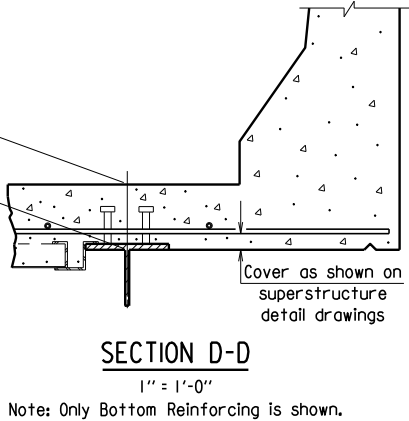 Cover as shown on
superstructure
detail drawings
SECTION D-D
1" = 1'-0"
Note: Only Bottom Reinforcing is shown.